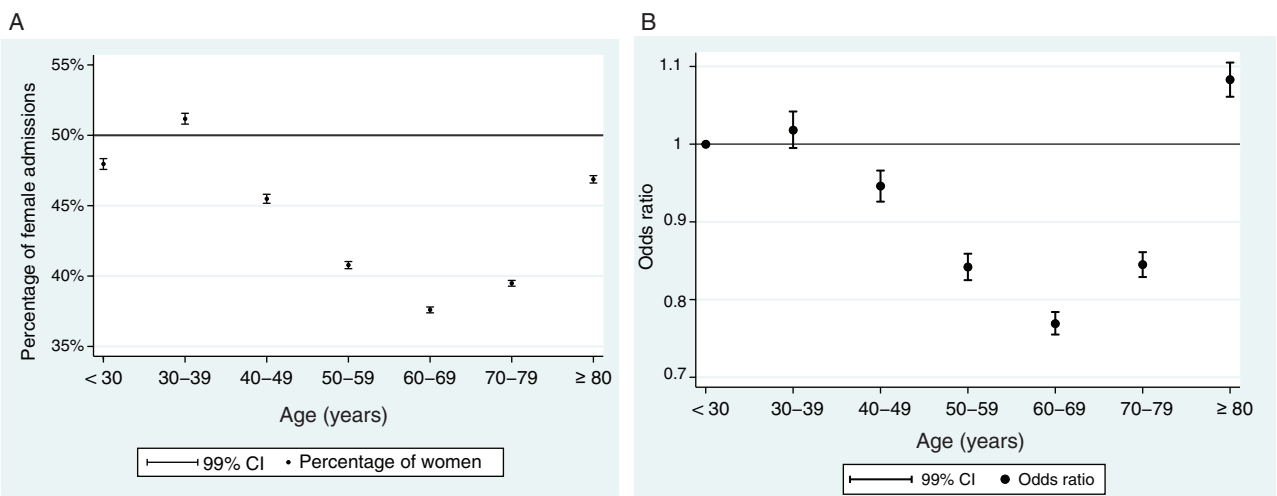 A
Percentage of female admissions
55%
50%
45%
40%
35%
< 30 30–39 40–49 50–59 60–69 70–79 ≥ 80
Age (years)
99% CI Percentage of women
B
Odds ratio
1.1
1
0.9
0.8
0.7
< 30 30–39 40–49 50–59 60–69 70–79 ≥ 80
Age (years)
99% CI Odds ratio